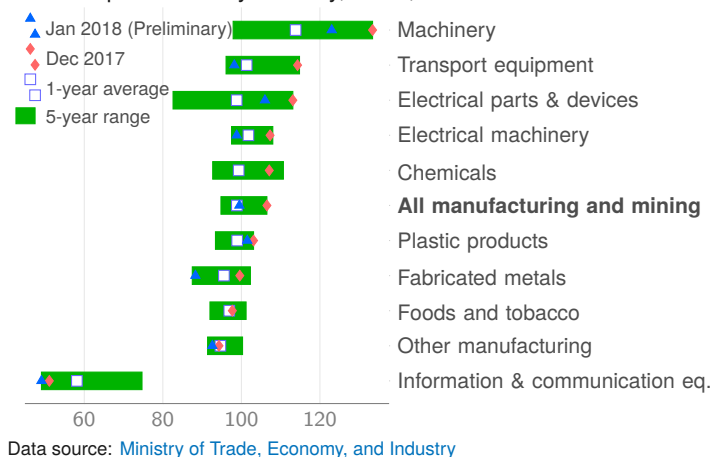 Jan 2018 (Preliminary)
Dec 2017
1-year average
5-year range
Machinery
Transport equipment
Electrical parts & devices
Electrical machinery
Chemicals
All manufacturing and mining
Plastic products
Fabricated metals
Foods and tobacco
Other manufacturing
Information & communication eq.
60 80 100 120
Data source: Ministry of Trade, Economy, and Industry